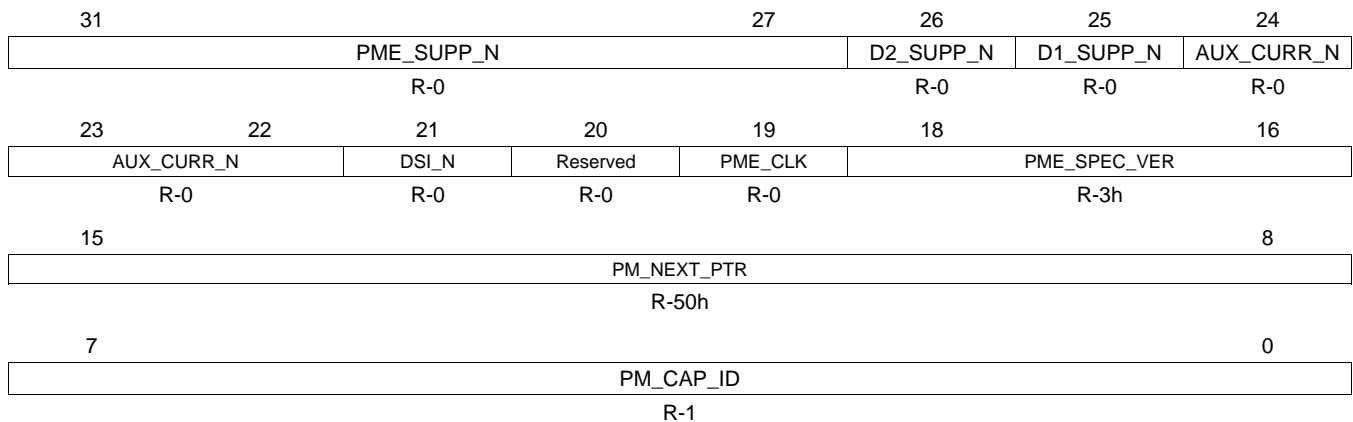 31 27 26 25 24
PME_SUPP_N D2_SUPP_N D1_SUPP_N AUX_CURR_N
R-0 R-0 R-0 R-0
23 22 21 20 19 18 16
AUX_CURR_N DSI_N Reserved PME_CLK PME_SPEC_VER
R-0 R-0 R-0 R-0 R-3h
15 8
PM_NEXT_PTR
R-50h
7 0
PM_CAP_ID
R-1